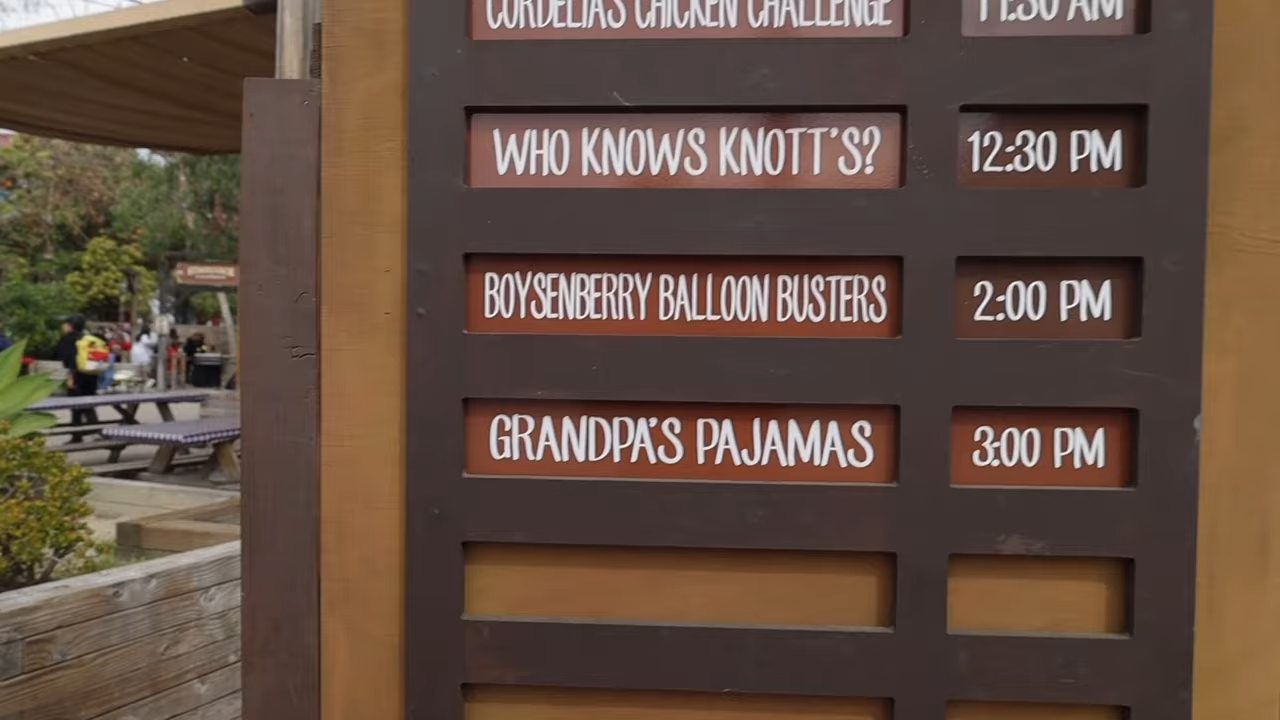 CORDELIA'S CHICKEN CHALLENGE 11:30 AM
WHO KNOWS KNOTT'S? 12:30 PM
BOYSENBERRY BALLOON BUSTERS 2:00 PM
GRANDPA'S PAJAMAS 3:00 PM